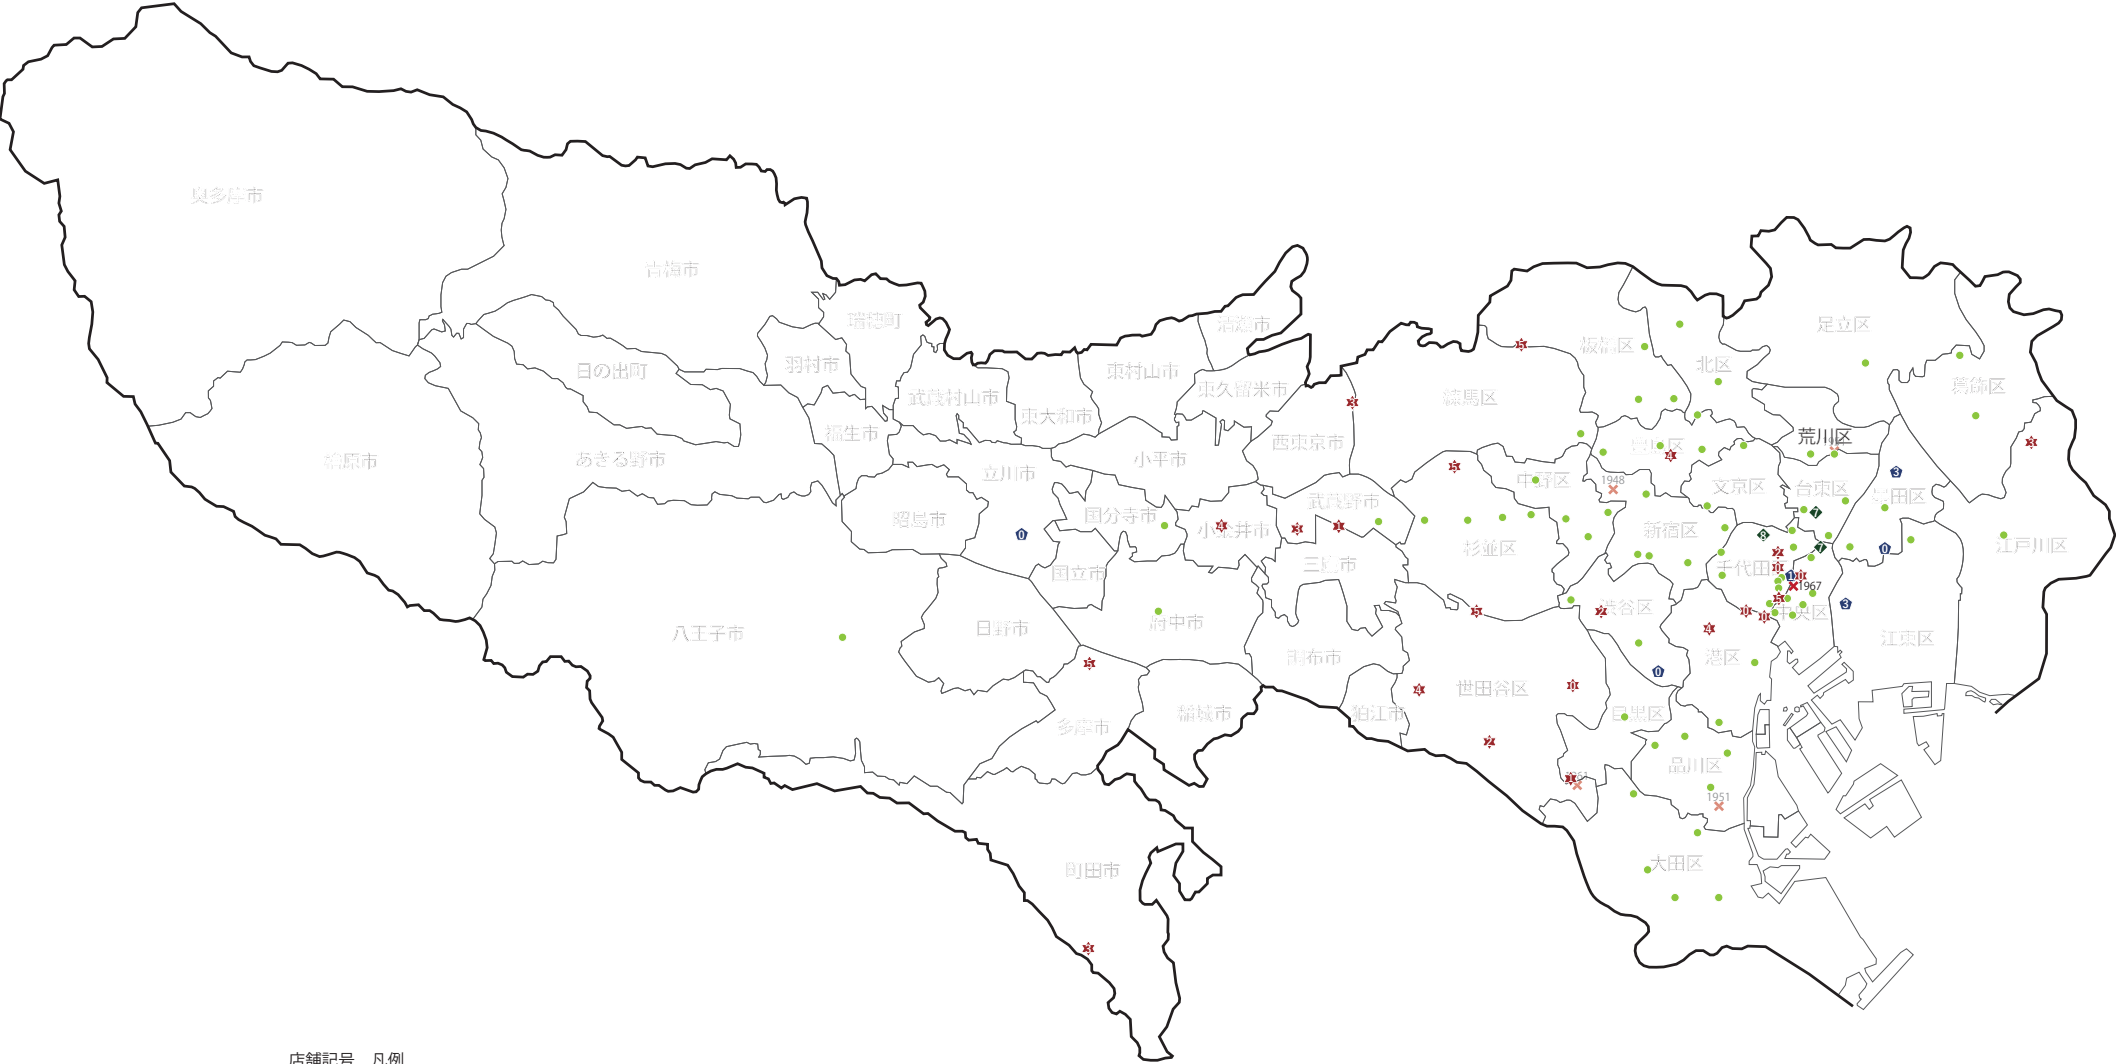 奥多摩市
青梅市
瑞穂町
清瀬市
足立区
板橋区
羽村市
日の出町
東村山市
北区
東久留米市
葛飾区
武蔵村山市
練馬区
東大和市
福生市
荒川区
西東京市
豊島区
檜原市
あきる野市
小平市
立川市
中野区
1948
文京区
台東区
墨田区
武蔵野市
国分寺市
昭島市
小金井市
新宿区
杉並区
江戸川区
三鷹市
千代田区
国立市
1967
渋谷区
中央区
府中市
日野市
八王子市
江東区
調布市
港区
世田谷区
稲城市
狛江市
目黒区
多摩市
品川区
1951
大田区
町田市
店舗記号 凡例